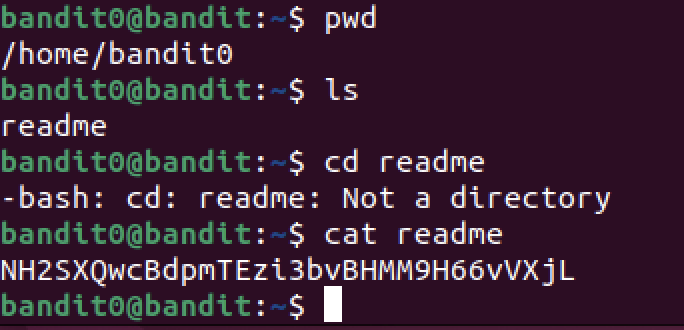 bandit0@bandit:~$ pwd
/home/bandit0
bandit0@bandit:~$ ls
readme
bandit0@bandit:~$ cd readme
-bash: cd: readme: Not a directory
bandit0@bandit:~$ cat readme
NH2SXQwcBdpmTEzi3bvBHMM9H66vVXjL
bandit0@bandit:~$